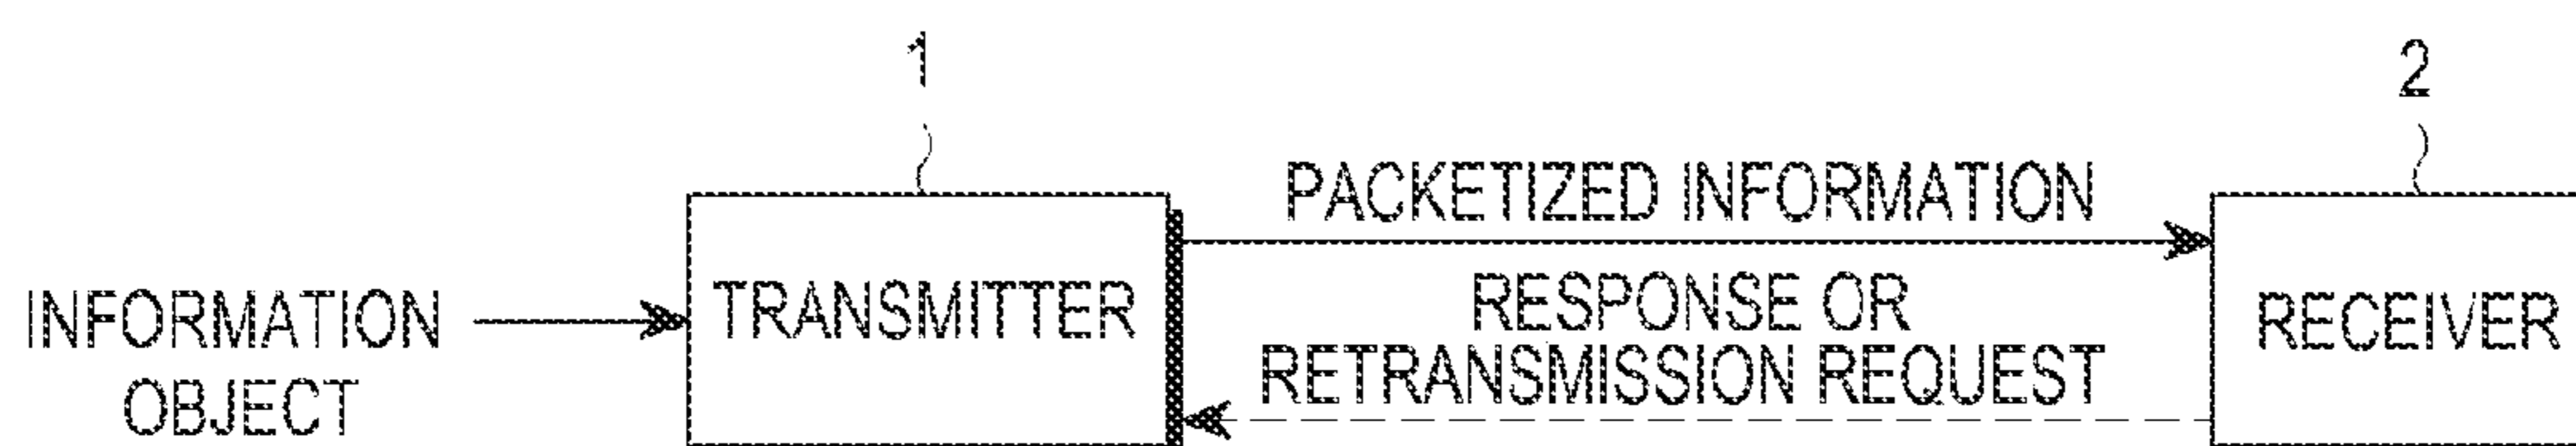 1
2
PACKETIZED INFORMATION
INFORMATION
OBJECT
TRANSMITTER
RESPONSE OR
RETRANSMISSION REQUEST
RECEIVER